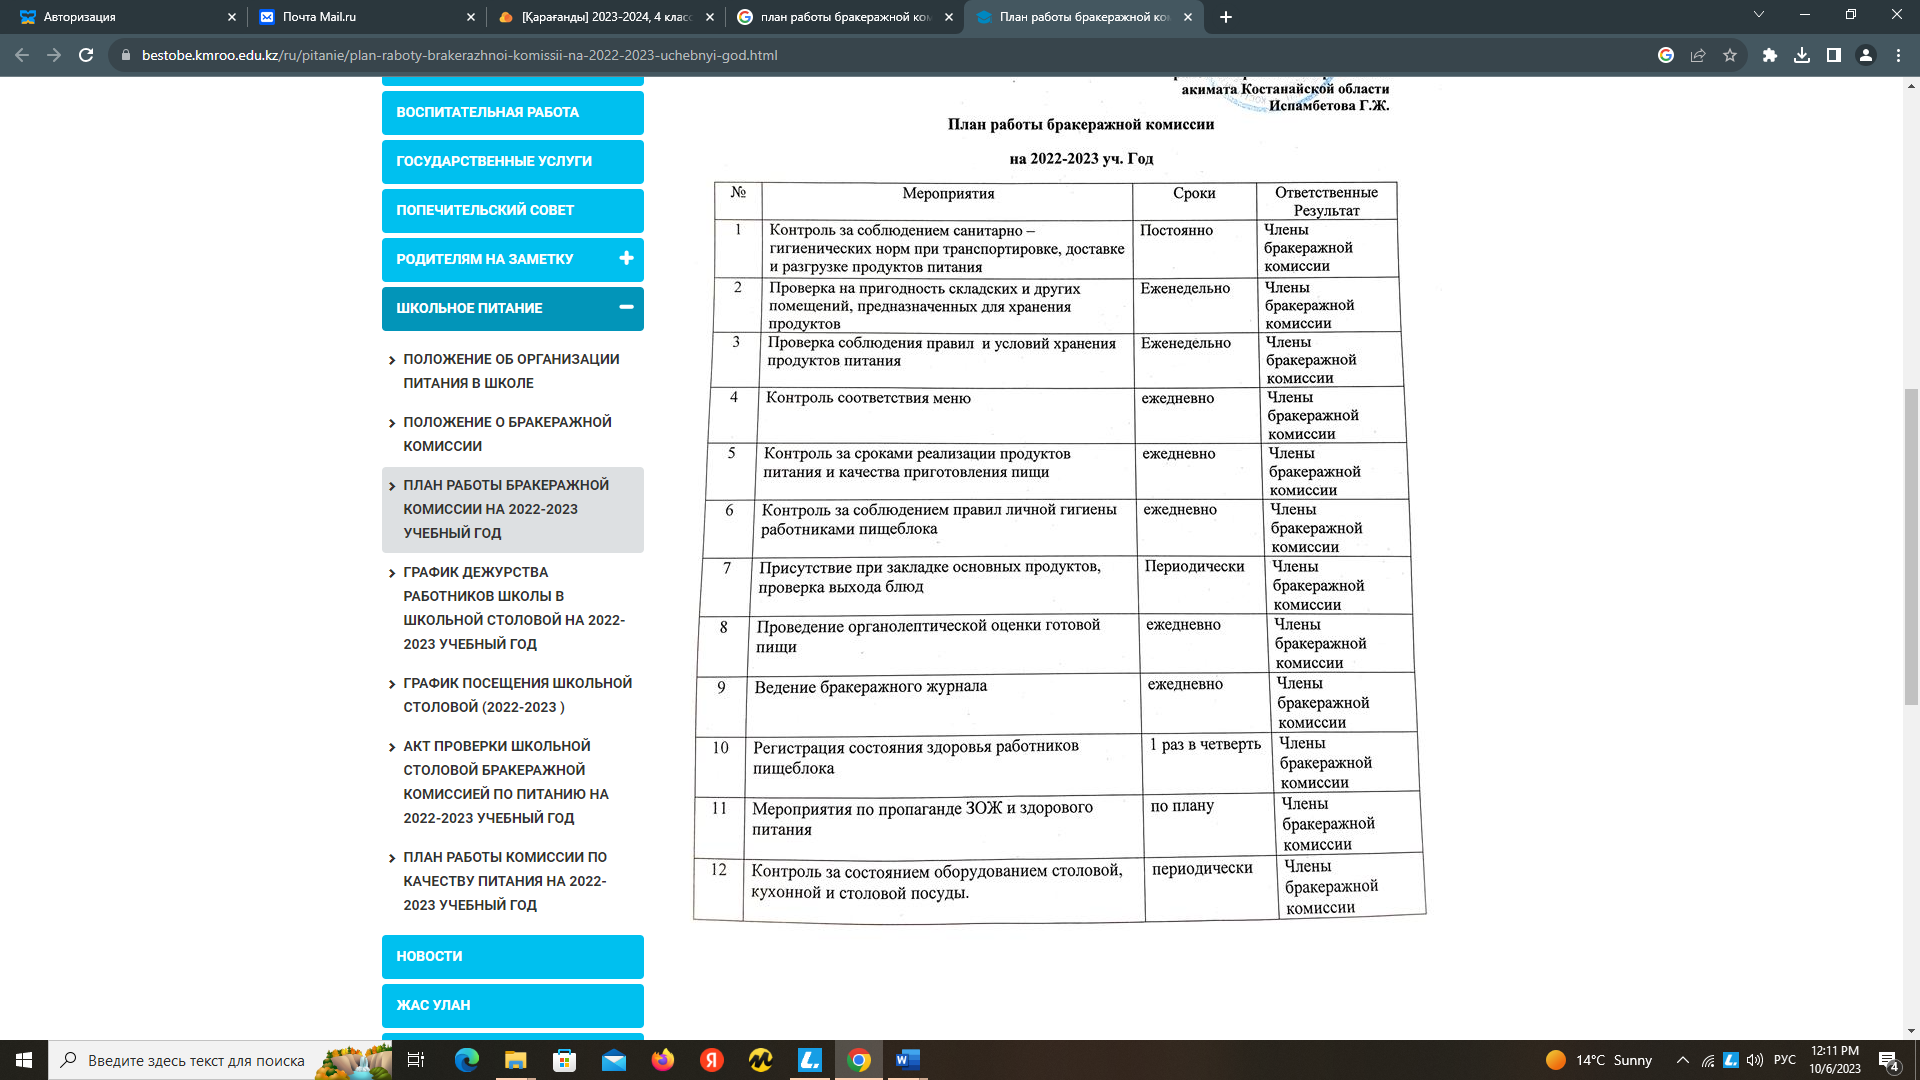 Авторизация
Почта Mail.ru
[Қарағанды] 2023-2024, 4 класс
план работы бракеражной ком
План работы бракеражной ко
bestobe.kmroo.edu.kz/ru/pitanie/plan-raboty-brakerazhnoi-komissii-na-2022-2023-uchebnyi-god.html
ВОСПИТАТЕЛЬНАЯ РАБОТА
ГОСУДАРСТВЕННЫЕ УСЛУГИ
ПОПЕЧИТЕЛЬСКИЙ СОВЕТ
РОДИТЕЛЯМ НА ЗАМЕТКУ
ШКОЛЬНОЕ ПИТАНИЕ
ПОЛОЖЕНИЕ ОБ ОРГАНИЗАЦИИ
ПИТАНИЯ В ШКОЛЕ
ПОЛОЖЕНИЕ О БРАКЕРАЖНОЙ
КОМИССИИ
ПЛАН РАБОТЫ БРАКЕРАЖНОЙ
КОМИССИИ НА 2022-2023
УЧЕБНЫЙ ГОД
ГРАФИК ДЕЖУРСТВА
РАБОТНИКОВ ШКОЛЫ В
ШКОЛЬНОЙ СТОЛОВОЙ НА 2022-
2023 УЧЕБНЫЙ ГОД
ГРАФИК ПОСЕЩЕНИЯ ШКОЛЬНОЙ
СТОЛОВОЙ (2022-2023 )
АКТ ПРОВЕРКИ ШКОЛЬНОЙ
СТОЛОВОЙ БРАКЕРАЖНОЙ
КОМИССИЕЙ ПО ПИТАНИЮ НА
2022-2023 УЧЕБНЫЙ ГОД
ПЛАН РАБОТЫ КОМИССИИ ПО
КАЧЕСТВУ ПИТАНИЯ НА 2022-
2023 УЧЕБНЫЙ ГОД
НОВОСТИ
ЖАС УЛАН
акимата Костанайской области
Испамбетова Г.Ж.
План работы бракеражной комиссии
на 2022-2023 уч. Год
№ Мероприятия Сроки Ответственные
Результат
1 Контроль за соблюдением санитарно – Постоянно Члены
гигиенических норм при транспортировке, доставке бракеражной
и разгрузке продуктов питания комиссии
2 Проверка на пригодность складских и других Еженедельно Члены
помещений, предназначенных для хранения бракеражной
продуктов комиссии
3 Проверка соблюдения правил и условий хранения Еженедельно Члены
продуктов питания бракеражной
комиссии
4 Контроль соответствия меню ежедневно Члены
бракеражной
комиссии
5 Контроль за сроками реализации продуктов ежедневно Члены
питания и качества приготовления пищи бракеражной
комиссии
6 Контроль за соблюдением правил личной гигиены ежедневно Члены
работниками пищеблока бракеражной
комиссии
7 Присутствие при закладке основных продуктов, Периодически Члены
проверка выхода блюд бракеражной
комиссии
8 Проведение органолептической оценки готовой ежедневно Члены
пищи бракеражной
комиссии
9 Ведение бракеражного журнала ежедневно Члены
бракеражной
комиссии
10 Регистрация состояния здоровья работников 1 раз в четверть Члены
пищеблока бракеражной
комиссии
11 Мероприятия по пропаганде ЗОЖ и здорового по плану Члены
питания бракеражной
комиссии
12 Контроль за состоянием оборудованием столовой, периодически Члены
кухонной и столовой посуды. бракеражной
комиссии
Введите здесь текст для поиска
14°C Sunny
РУС
12:11 PM
10/6/2023
4